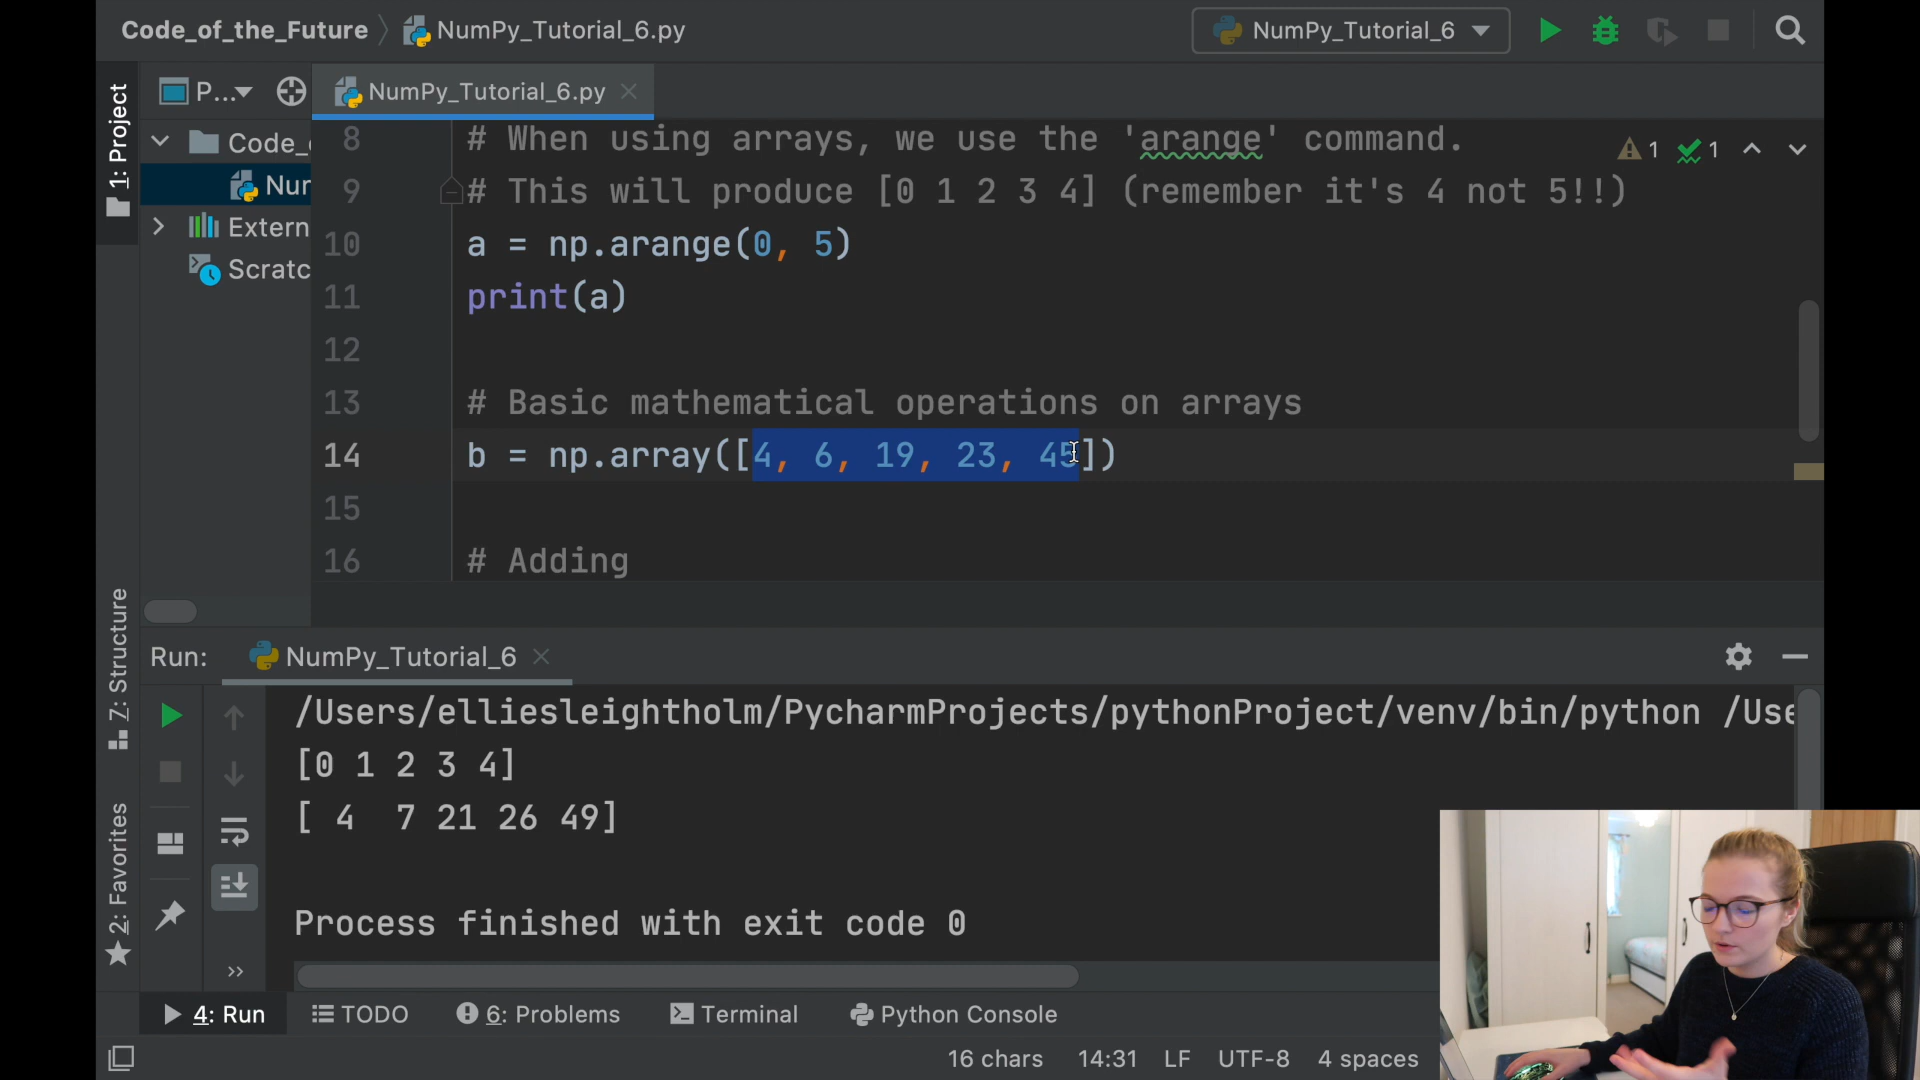 Code_of_the_Future
NumPy_Tutorial_6.py
NumPy_Tutorial_6
P...
NumPy_Tutorial_6.py
1: Project
Code_
Nur
Extern
Scratc
8 # When using arrays, we use the 'arange' command.
1 1
9 # This will produce [0 1 2 3 4] (remember it's 4 not 5!!)
10 a = np.arange(0, 5)
11 print(a)
12
13 # Basic mathematical operations on arrays
14 b = np.array([4, 6, 19, 23, 45])
15
16 # Adding
7: Structure
2: Favorites
Run: NumPy_Tutorial_6
/Users/elliesleightholm/PycharmProjects/pythonProject/venv/bin/python /Use
[0 1 2 3 4]
[ 4  7 21 26 49]
Process finished with exit code 0
4: Run
TODO
6: Problems
Terminal
Python Console
16 chars 14:31 LF UTF-8 4 spaces